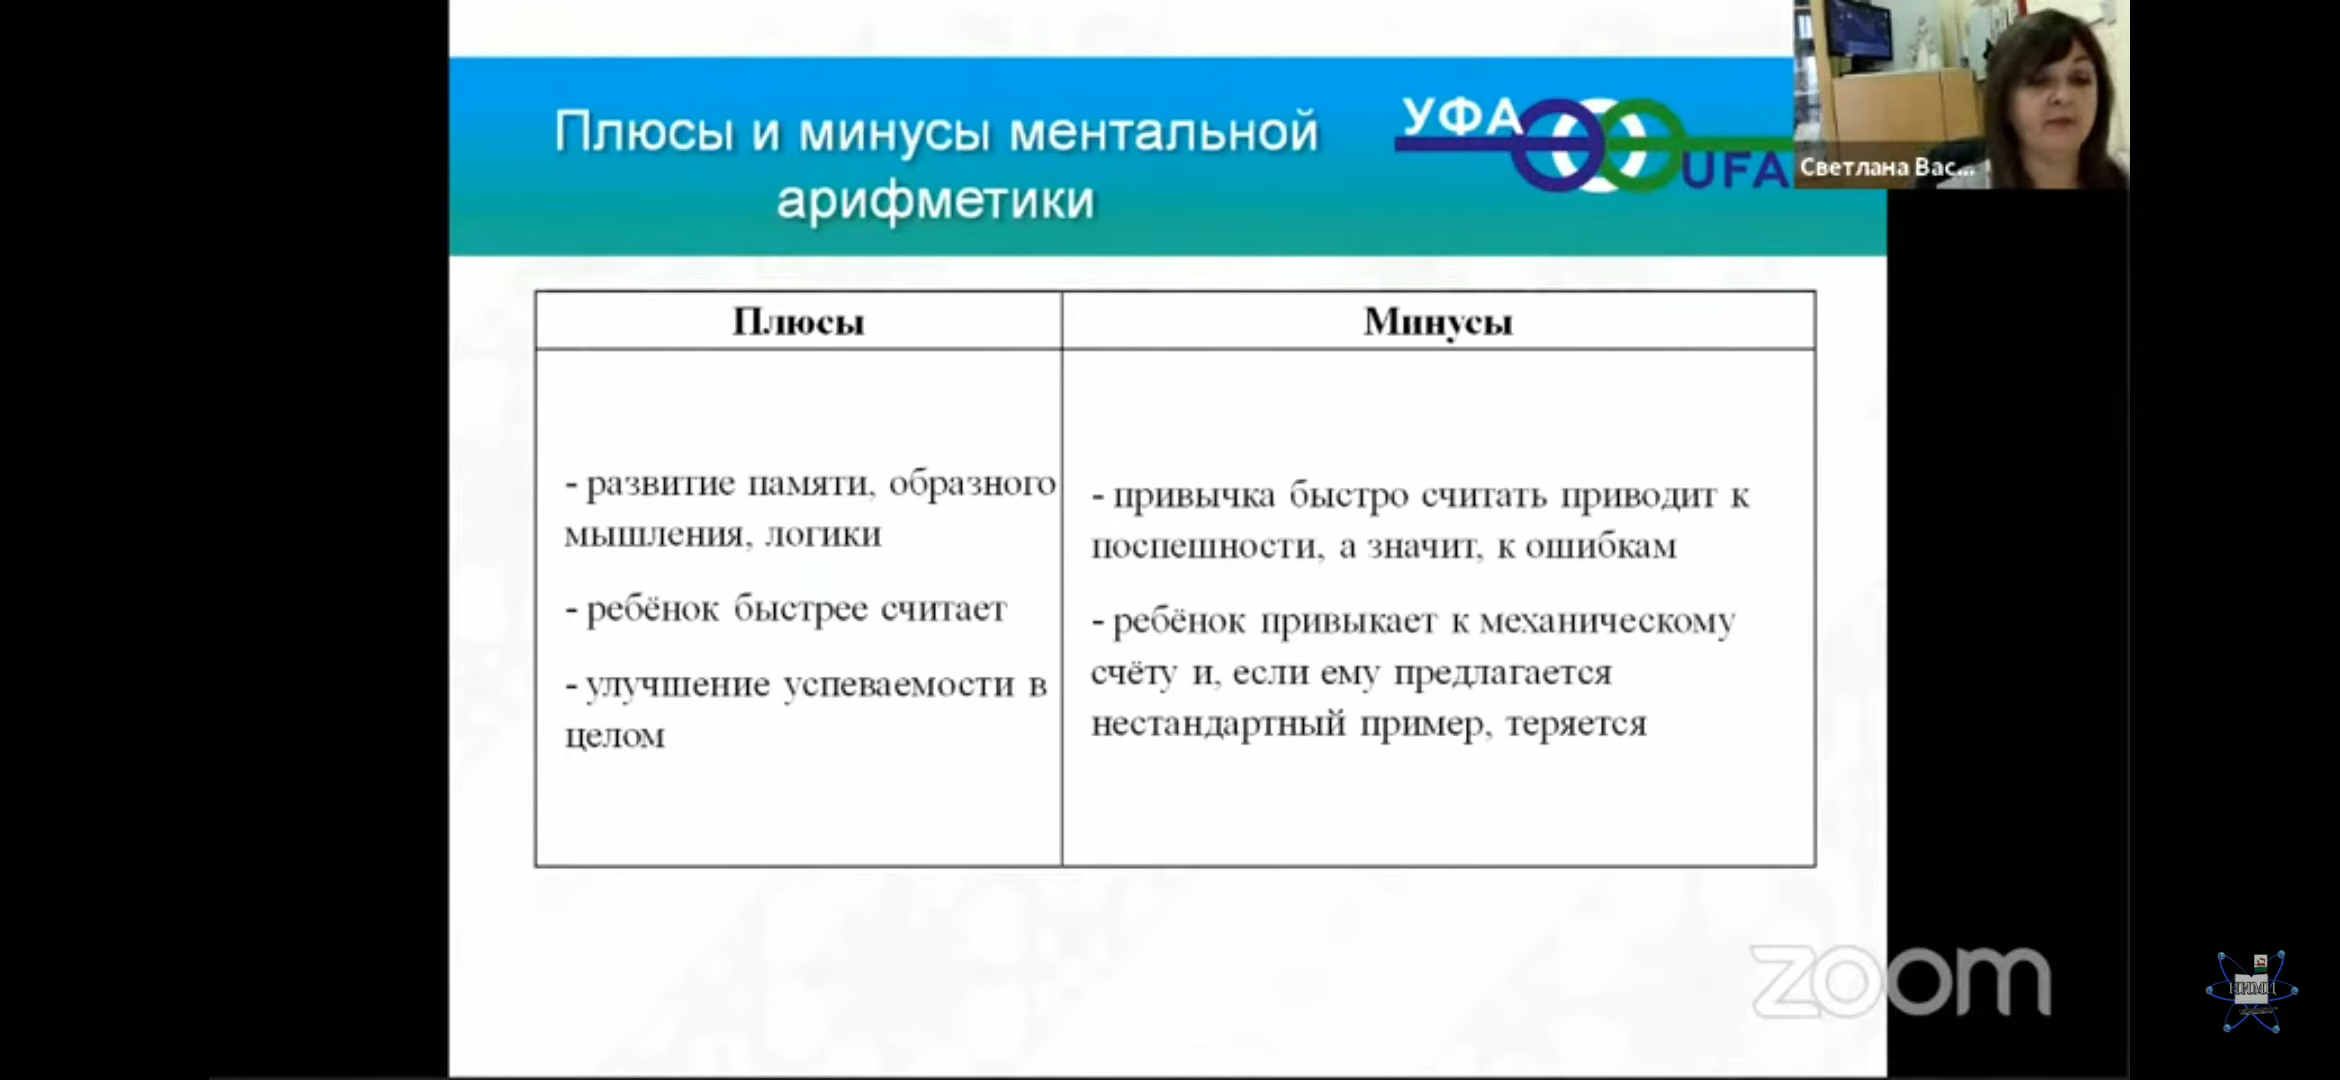 Плюсы и минусы ментальной
арифметики
УФА
UFA
Светлана Вас...
Плюсы
Минусы
- развитие памяти, образного
мышления, логики
- ребёнок быстрее считает
- улучшение успеваемости в
целом
- привычка быстро считать приводит к
поспешности, а значит, к ошибкам
- ребёнок привыкает к механическому
счёту и, если ему предлагается
нестандартный пример, теряется
zoom
НИМЦ